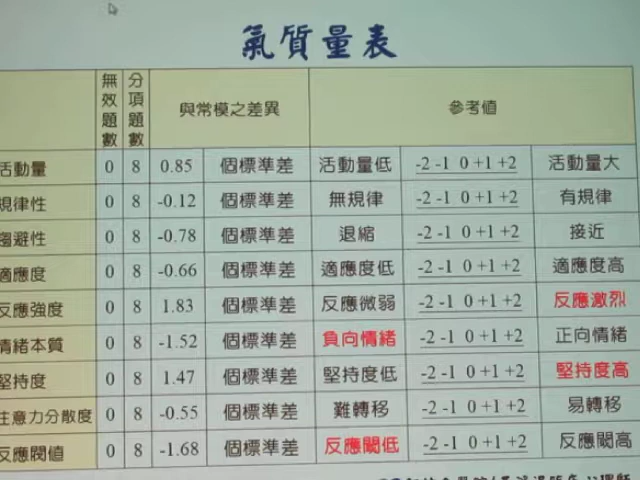 氣質量表
無效題數 分項題數 與常模之差異 參考值
活動量 0 8 0.85 個標準差 活動量低 -2 -1 0 +1 +2 活動量大
規律性 0 8 -0.12 個標準差 無規律 -2 -1 0 +1 +2 有規律
趨避性 0 8 -0.78 個標準差 退縮 -2 -1 0 +1 +2 接近
適應度 0 8 -0.66 個標準差 適應度低 -2 -1 0 +1 +2 適應度高
反應強度 0 8 1.83 個標準差 反應微弱 -2 -1 0 +1 +2 反應激烈
情緒本質 0 8 -1.52 個標準差 負向情緒 -2 -1 0 +1 +2 正向情緒
堅持度 0 8 1.47 個標準差 堅持度低 -2 -1 0 +1 +2 堅持度高
注意力分散度 0 8 -0.55 個標準差 難轉移 -2 -1 0 +1 +2 易轉移
反應閾值 0 8 -1.68 個標準差 反應閾低 -2 -1 0 +1 +2 反應閾高